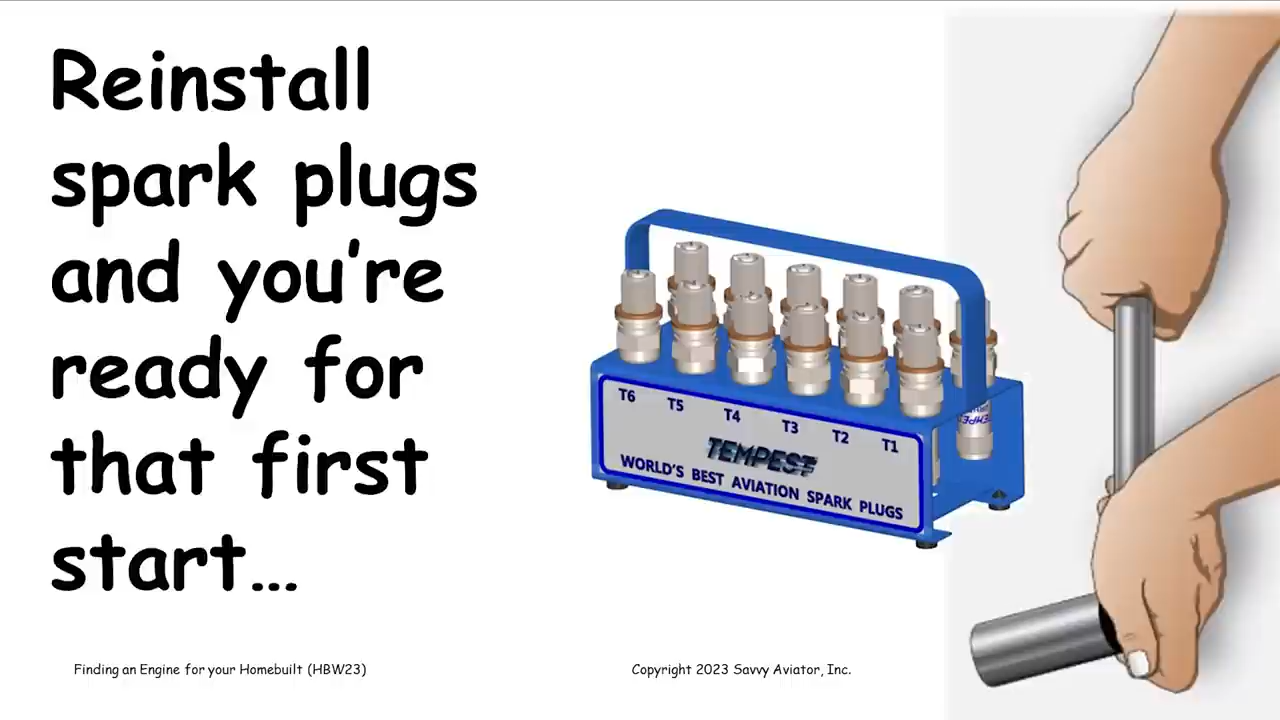 Reinstall
spark plugs
and you're
ready for
that first
start...
T6 T5 T4 T3 T2 T1
TEMPEST
WORLD'S BEST AVIATION SPARK PLUGS
Finding an Engine for your Homebuilt (HBW23)
Copyright 2023 Savvy Aviator, Inc.